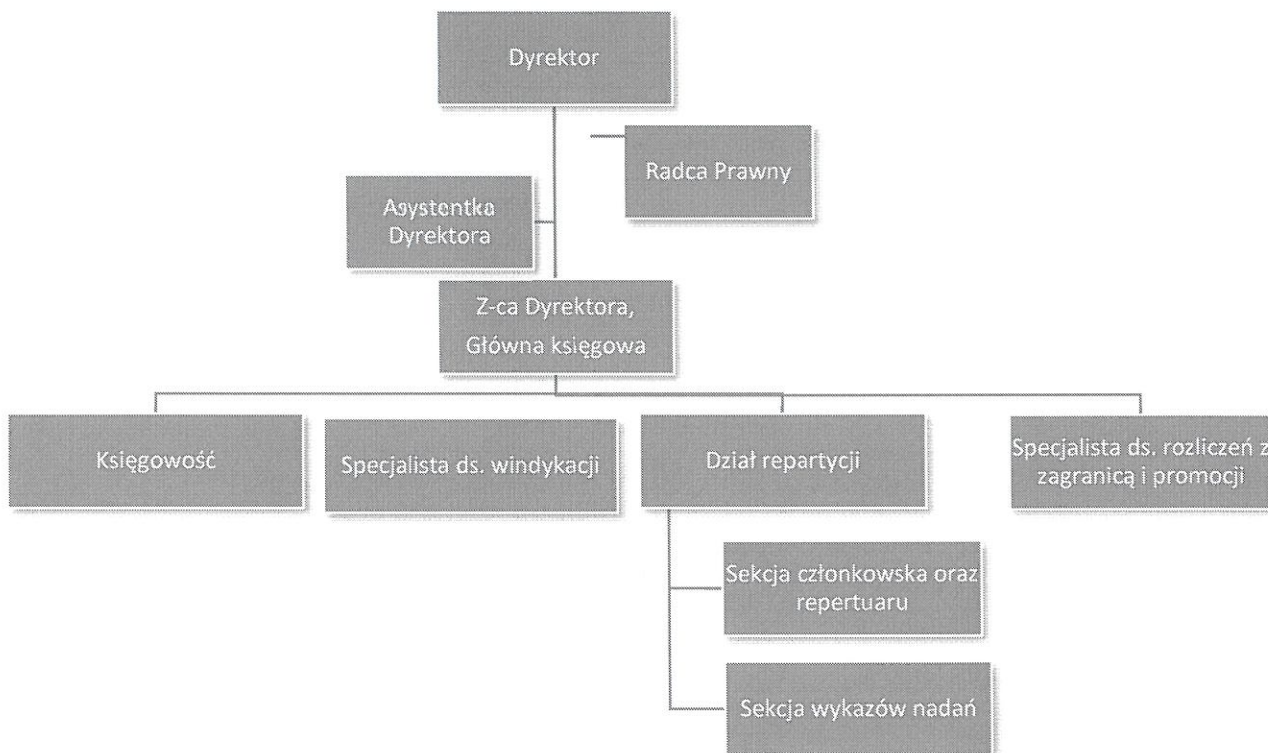 Dyrektor
Radca Prawny
Asystentka
Dyrektora
Z-ca Dyrektora,
Główna księgowa
Księgowość
Specjalista ds. windykacji
Dział repartycji
Specjalista ds. rozliczeń z
zagranicą i promocji
Sekcja członkowska oraz
repertuaru
Sekcja wykazów nadań